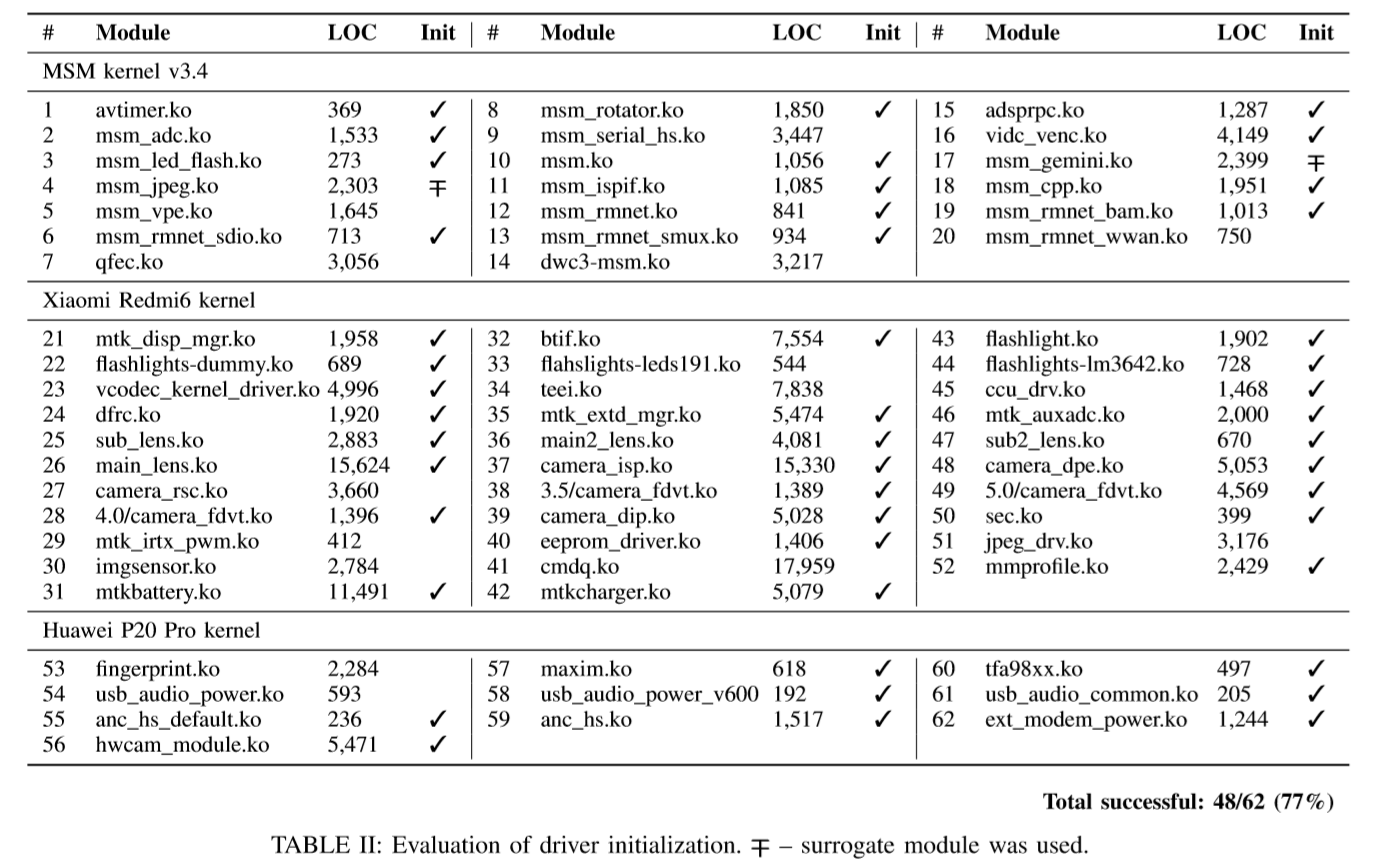 # Module LOC Init # Module LOC Init # Module LOC Init
MSM kernel v3.4
1 avtimer.ko 369 ✓ 8 msm_rotator.ko 1,850 ✓ 15 adsprpc.ko 1,287 ✓
2 msm_adc.ko 1,533 ✓ 9 msm_serial_hs.ko 3,447 16 vidc_venc.ko 4,149 ✓
3 msm_led_flash.ko 273 ✓ 10 msm.ko 1,056 ✓ 17 msm_gemini.ko 2,399 ∓
4 msm_jpeg.ko 2,303 ∓ 11 msm_ispif.ko 1,085 ✓ 18 msm_cpp.ko 1,951 ✓
5 msm_vpe.ko 1,645 12 msm_rmnet.ko 841 ✓ 19 msm_rmnet_bam.ko 1,013 ✓
6 msm_rmnet_sdio.ko 713 ✓ 13 msm_rmnet_smux.ko 934 ✓ 20 msm_rmnet_wwan.ko 750
7 qfec.ko 3,056 14 dwc3-msm.ko 3,217
Xiaomi Redmi6 kernel
21 mtk_disp_mgr.ko 1,958 ✓ 32 btif.ko 7,554 ✓ 43 flashlight.ko 1,902 ✓
22 flashlights-dummy.ko 689 ✓ 33 flahslights-leds191.ko 544 44 flashlights-lm3642.ko 728 ✓
23 vcodec_kernel_driver.ko 4,996 ✓ 34 teei.ko 7,838 45 ccu_drv.ko 1,468 ✓
24 dfrc.ko 1,920 ✓ 35 mtk_extd_mgr.ko 5,474 ✓ 46 mtk_auxadc.ko 2,000 ✓
25 sub_lens.ko 2,883 ✓ 36 main2_lens.ko 4,081 ✓ 47 sub2_lens.ko 670 ✓
26 main_lens.ko 15,624 ✓ 37 camera_isp.ko 15,330 ✓ 48 camera_dpe.ko 5,053 ✓
27 camera_rsc.ko 3,660 38 3.5/camera_fdvt.ko 1,389 ✓ 49 5.0/camera_fdvt.ko 4,569 ✓
28 4.0/camera_fdvt.ko 1,396 ✓ 39 camera_dip.ko 5,028 ✓ 50 sec.ko 399 ✓
29 mtk_irtx_pwm.ko 412 40 eeprom_driver.ko 1,406 ✓ 51 jpeg_drv.ko 3,176
30 imgsensor.ko 2,784 41 cmdq.ko 17,959 52 mmprofile.ko 2,429 ✓
31 mtkbattery.ko 11,491 ✓ 42 mtkcharger.ko 5,079 ✓
Huawei P20 Pro kernel
53 fingerprint.ko 2,284 57 maxim.ko 618 ✓ 60 tfa98xx.ko 497 ✓
54 usb_audio_power.ko 593 58 usb_audio_power_v600 192 ✓ 61 usb_audio_common.ko 205 ✓
55 anc_hs_default.ko 236 ✓ 59 anc_hs.ko 1,517 ✓ 62 ext_modem_power.ko 1,244 ✓
56 hwcam_module.ko 5,471 ✓
Total successful: 48/62 (77%)
TABLE II: Evaluation of driver initialization. ∓ – surrogate module was used.